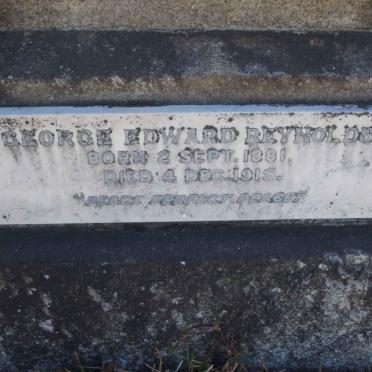 GEORGE EDWARD REYNOLDS
BORN 2 SEPT. 1881.
DIED 4 DEC. 1915.
"PEACE PERFECT PEACE"